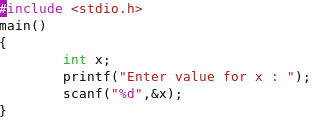 #include <stdio.h>
main()
{
        int x;
        printf("Enter value for x : ");
        scanf("%d",&x);
}